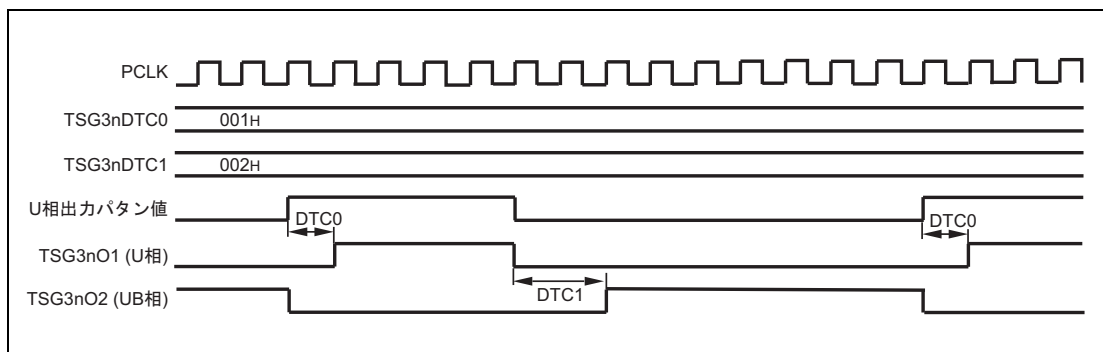 PCLK
TSG3nDTC0 001H
TSG3nDTC1 002H
U相出力パタン値
DTC0 DTC0
TSG3nO1 (U相)
DTC1
TSG3nO2 (UB相)